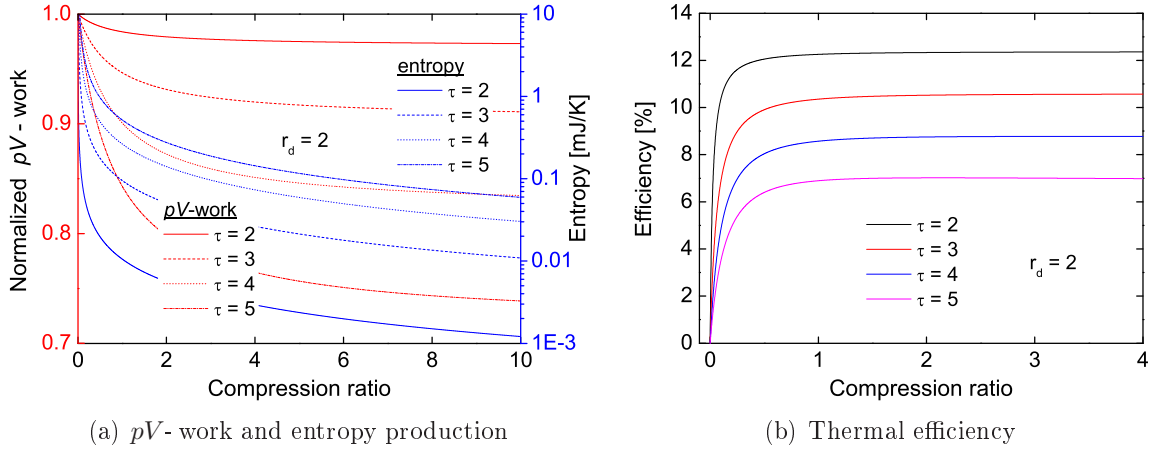 Normalized pV - work
1.0
0.9
0.8
0.7
0
2
4
6
8
10
Compression ratio
10
1
0.1
0.01
1E-3
Entropy [mJ/K]
entropy
τ = 2
τ = 3
τ = 4
τ = 5
r_d = 2
pV-work
τ = 2
τ = 3
τ = 4
τ = 5
(a) pV- work and entropy production
Efficiency [%]
14
12
10
8
6
4
2
0
0
1
2
3
4
Compression ratio
τ = 2
τ = 3
τ = 4
τ = 5
r_d = 2
(b) Thermal efficiency